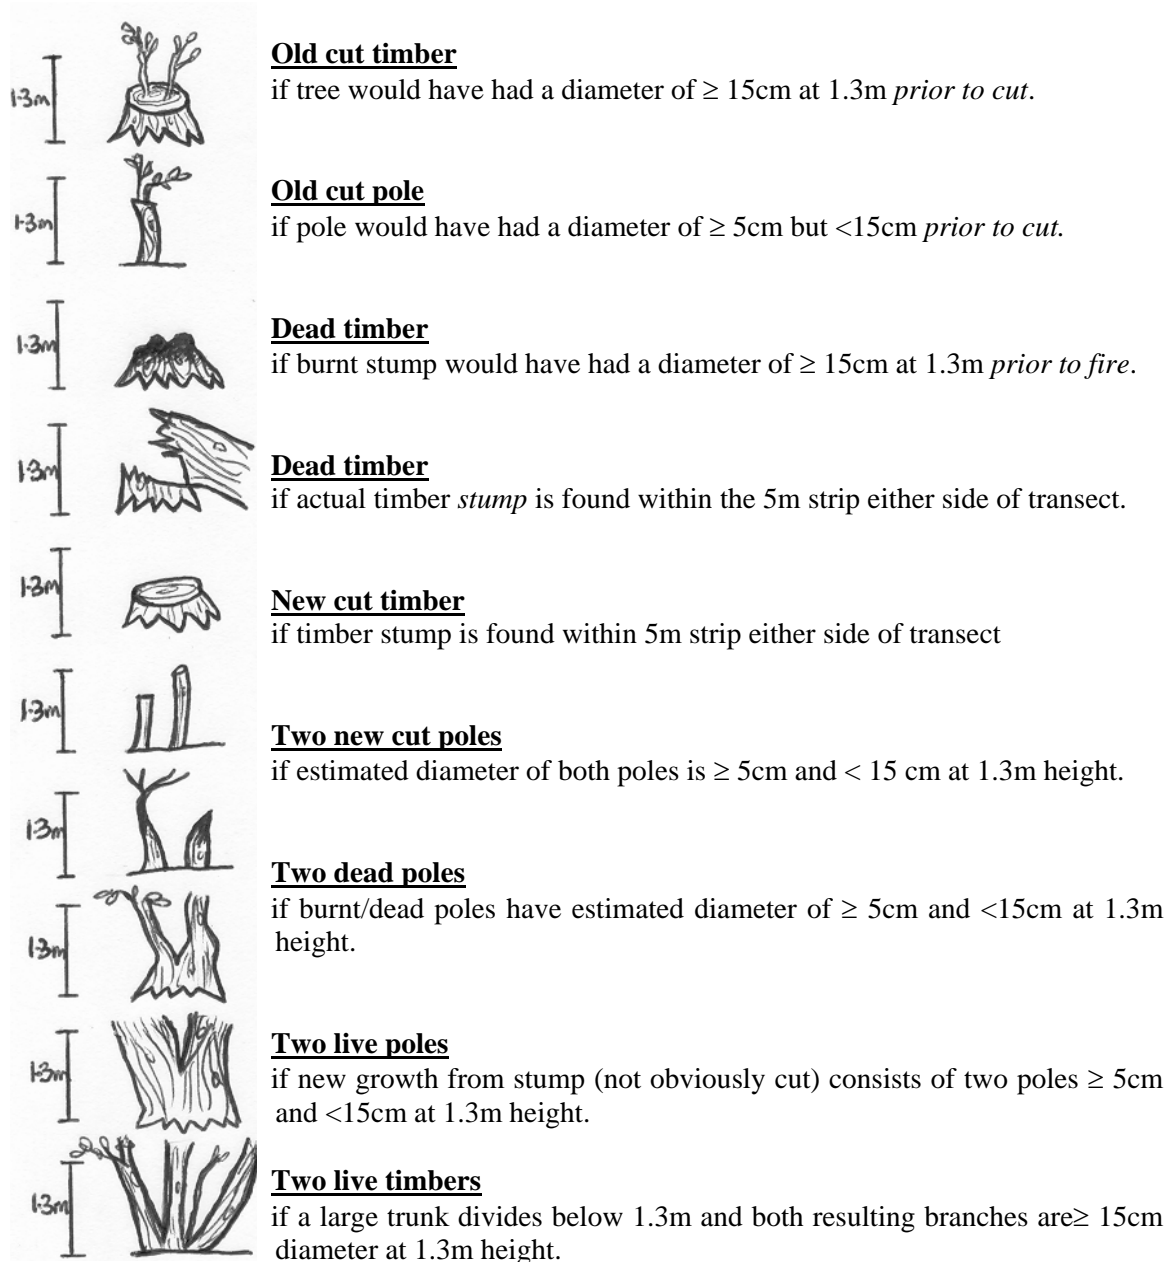 1.3m
Old cut timber
if tree would have had a diameter of ≥ 15cm at 1.3m prior to cut.
1.3m
Old cut pole
if pole would have had a diameter of ≥ 5cm but <15cm prior to cut.
1.3m
Dead timber
if burnt stump would have had a diameter of ≥ 15cm at 1.3m prior to fire.
1.3m
Dead timber
if actual timber stump is found within the 5m strip either side of transect.
1.3m
New cut timber
if timber stump is found within 5m strip either side of transect
1.3m
Two new cut poles
if estimated diameter of both poles is ≥ 5cm and < 15 cm at 1.3m height.
1.3m
Two dead poles
if burnt/dead poles have estimated diameter of ≥ 5cm and <15cm at 1.3m
height.
1.3m
Two live poles
if new growth from stump (not obviously cut) consists of two poles ≥ 5cm
and <15cm at 1.3m height.
1.3m
Two live timbers
if a large trunk divides below 1.3m and both resulting branches are≥ 15cm
diameter at 1.3m height.
1.3m